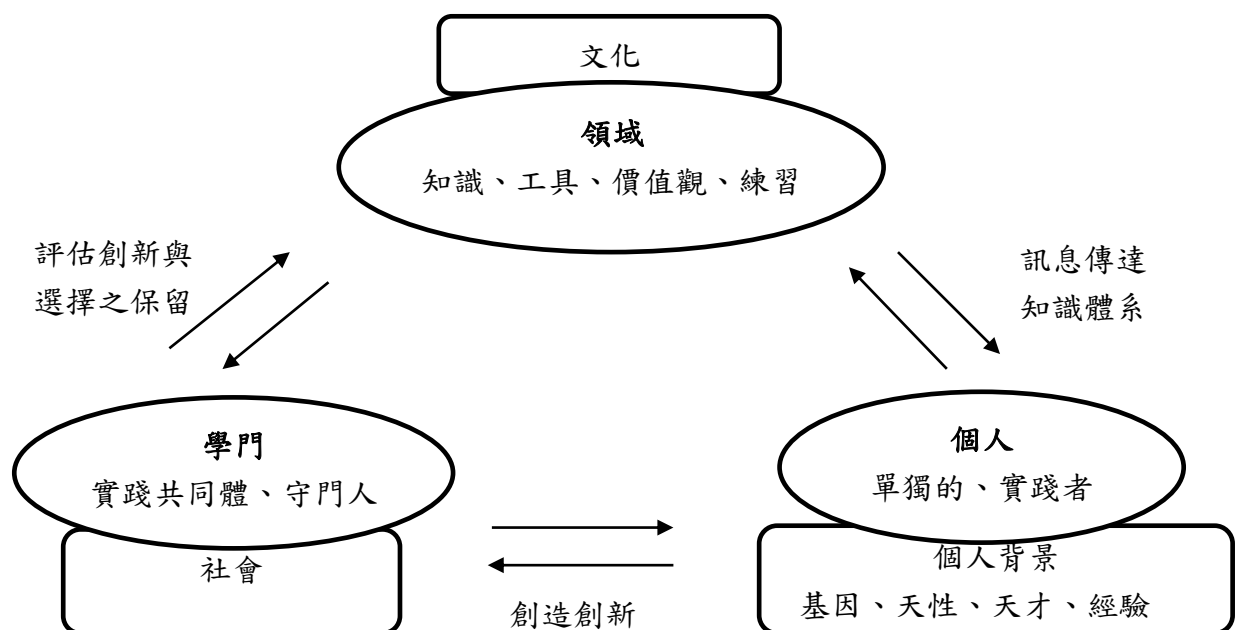 文化
領域
知識、工具、價值觀、練習
評估創新與
選擇之保留
訊息傳達
知識體系
學門
實踐共同體、守門人
社會
個人
單獨的、實踐者
個人背景
基因、天性、天才、經驗
創造創新